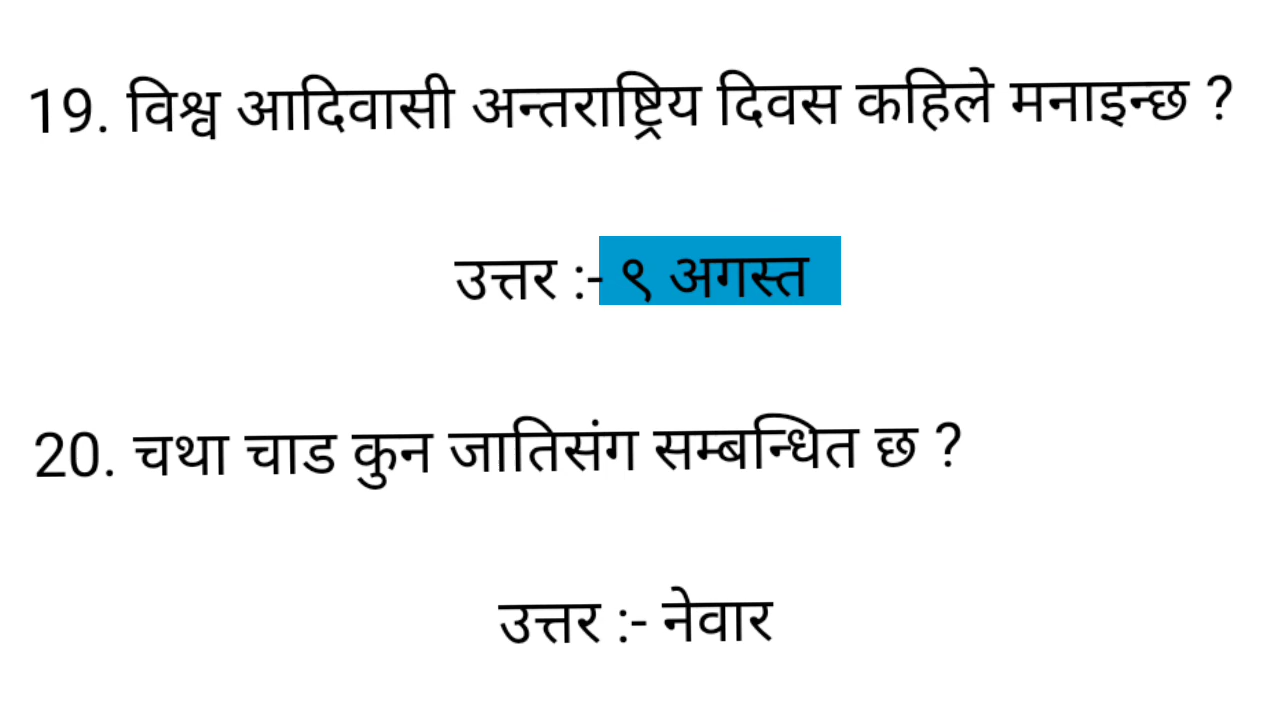 19. विश्व आदिवासी अन्तराष्ट्रिय दिवस कहिले मनाइन्छ ?
उत्तर :- ९ अगस्त
20. चथा चाड कुन जातिसंग सम्बन्धित छ ?
उत्तर :- नेवार